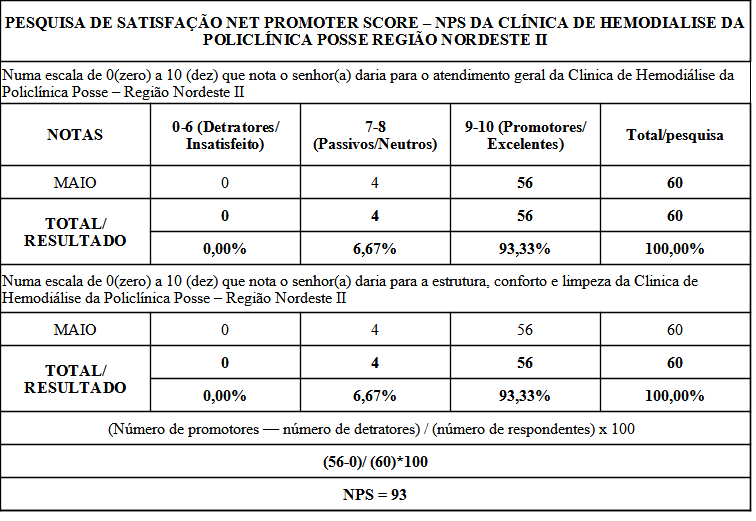 PESQUISA DE SATISFAÇÃO NET PROMOTER SCORE – NPS DA CLÍNICA DE HEMODIALISE DA
POLICLÍNICA POSSE REGIÃO NORDESTE II
Numa escala de 0(zero) a 10 (dez) que nota o senhor(a) daria para o atendimento geral da Clinica de Hemodiálise da
Policlínica Posse – Região Nordeste II
NOTAS
0-6 (Detratores/
Insatisfeito)
7-8
(Passivos/Neutros)
9-10 (Promotores/
Excelentes)
Total/pesquisa
MAIO 0 4 56 60
TOTAL/
RESULTADO
0 4 56 60
0,00% 6,67% 93,33% 100,00%
Numa escala de 0(zero) a 10 (dez) que nota o senhor(a) daria para a estrutura, conforto e limpeza da Clinica de
Hemodiálise da Policlínica Posse – Região Nordeste II
MAIO 0 4 56 60
TOTAL/
RESULTADO
0 4 56 60
0,00% 6,67% 93,33% 100,00%
(Número de promotores — número de detratores) / (número de respondentes) x 100
(56-0)/ (60)*100
NPS = 93